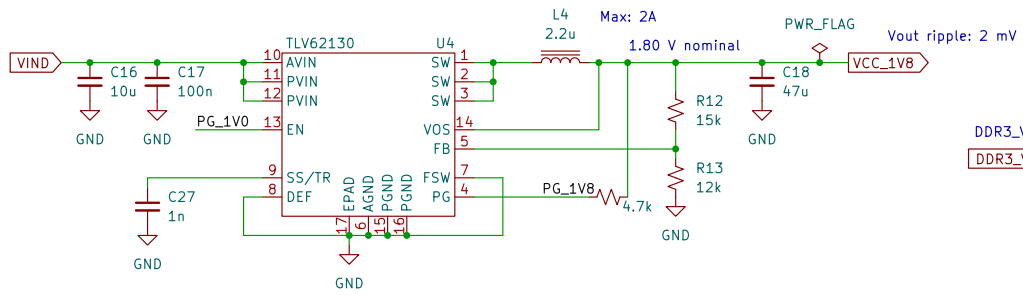 L4
2.2u
Max: 2A
PWR_FLAG
TLV62130
U4
1.80 V nominal
Vout ripple: 2 mV
VIND
C16
10u
GND
C17
100n
GND
10
AVIN
11
PVIN
12
PVIN
13
EN
PG_1V0
9
SS/TR
8
DEF
C27
1n
GND
SW
1
SW
2
SW
3
VOS
14
FB
5
FSW
7
PG
4
EPAD
17
AGND
6
PGND
15
PGND
16
GND
PG_1V8
4.7k
R12
15k
R13
12k
GND
C18
47u
GND
VCC_1V8
DDR3_V
DDR3_V